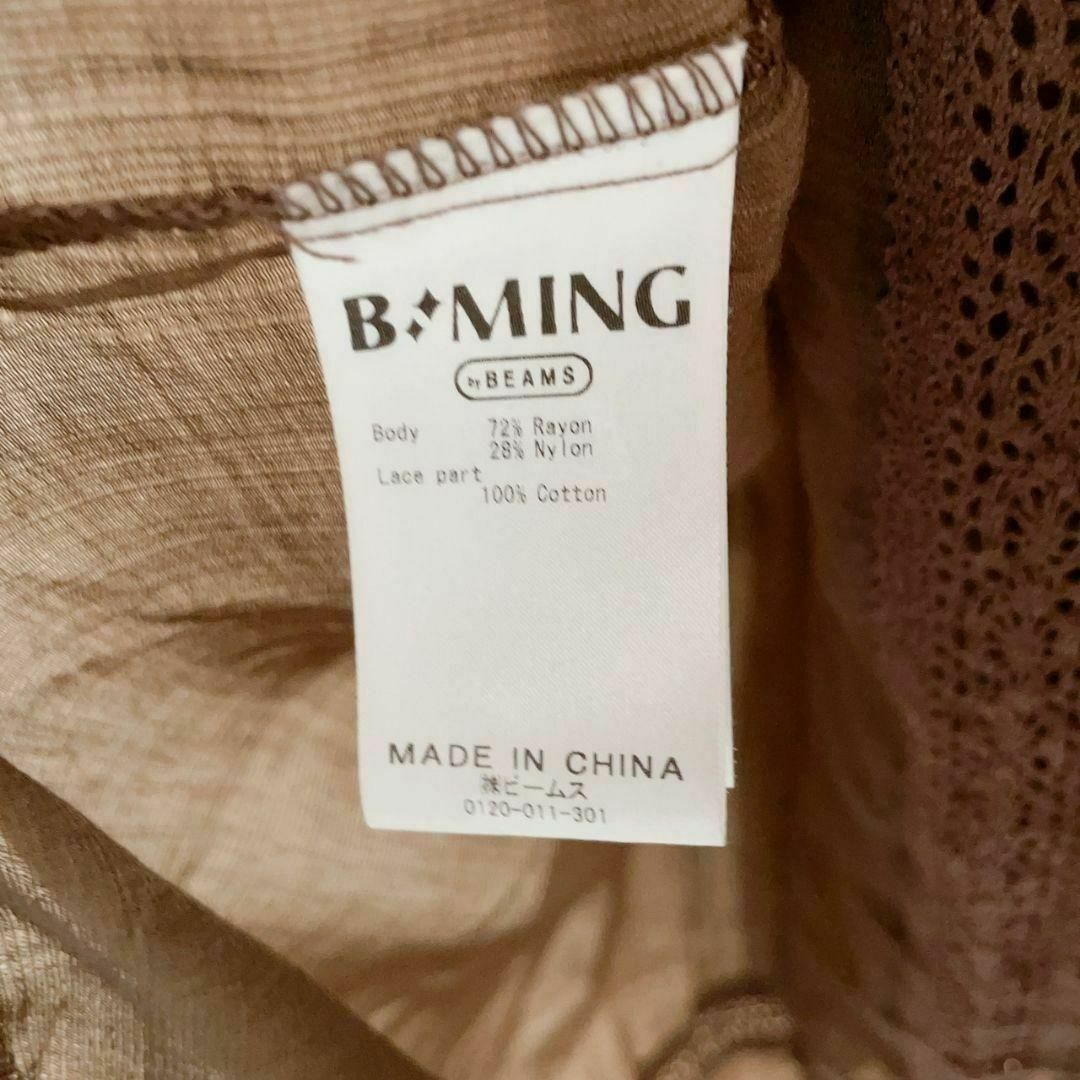 B:MING
by BEAMS
Body 72% Rayon
28% Nylon
Lace part
100% Cotton
MADE IN CHINA
㈱ビームス
0120-011-301